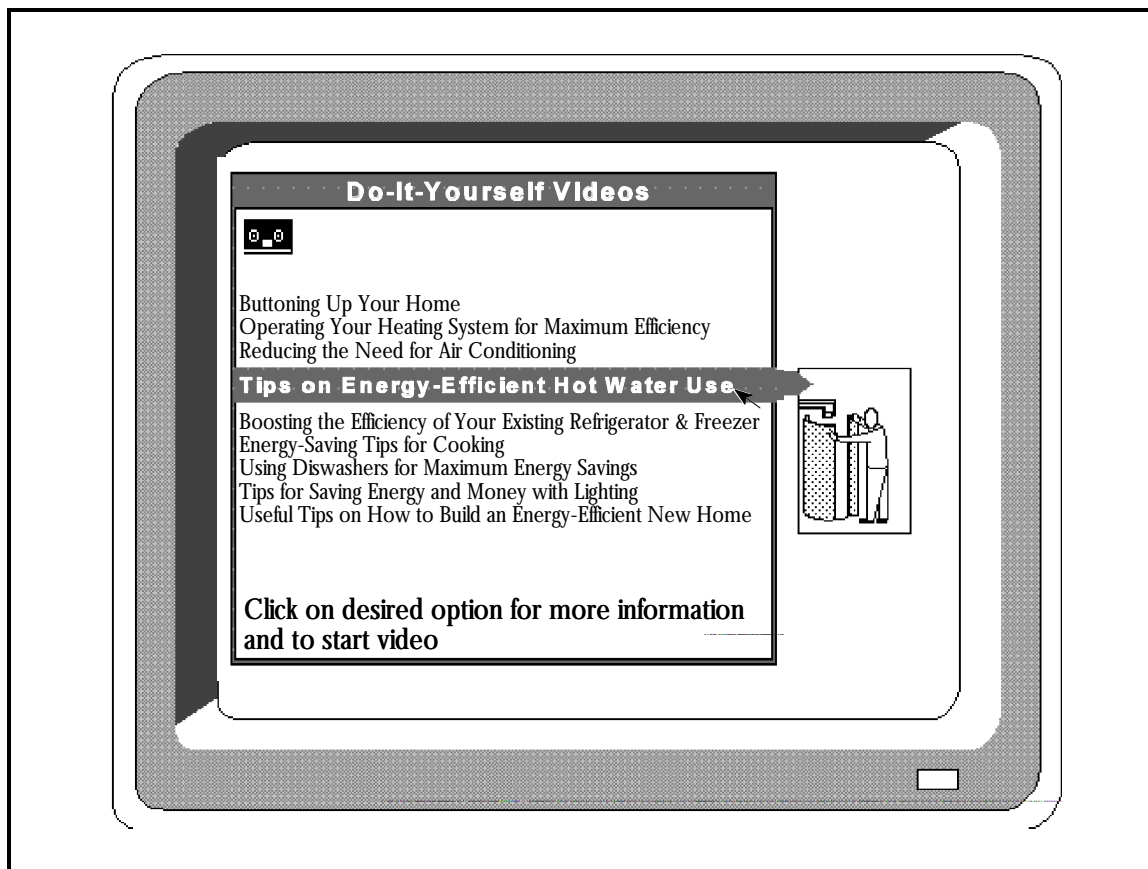 Do-It-Yourself Videos
Buttoning Up Your Home
Operating Your Heating System for Maximum Efficiency
Reducing the Need for Air Conditioning
Tips on Energy-Efficient Hot Water Use
Boosting the Efficiency of Your Existing Refrigerator & Freezer
Energy-Saving Tips for Cooking
Using Diswashers for Maximum Energy Savings
Tips for Saving Energy and Money with Lighting
Useful Tips on How to Build an Energy-Efficient New Home
Click on desired option for more information
and to start video